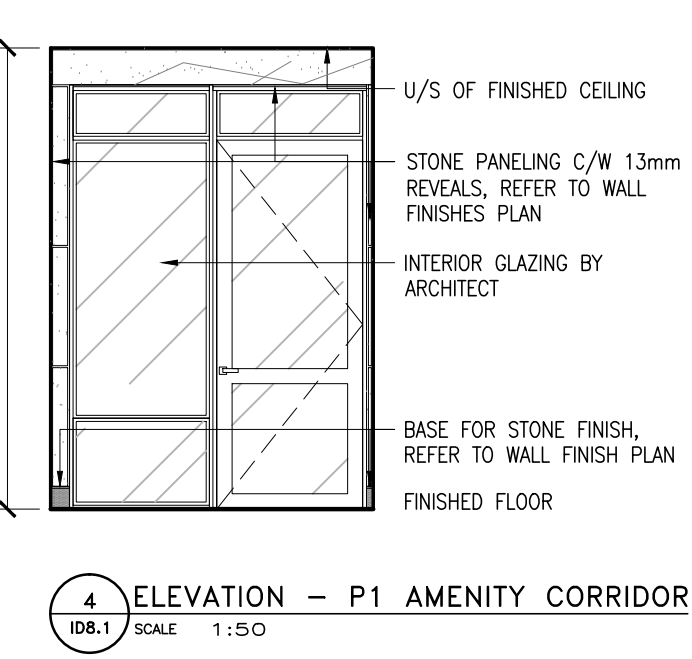 U/S OF FINISHED CEILING
STONE PANELING C/W 13mm
REVEALS, REFER TO WALL
FINISHES PLAN
INTERIOR GLAZING BY
ARCHITECT
BASE FOR STONE FINISH,
REFER TO WALL FINISH PLAN
FINISHED FLOOR
4
ELEVATION - P1 AMENITY CORRIDOR
ID8.1
SCALE 1:50